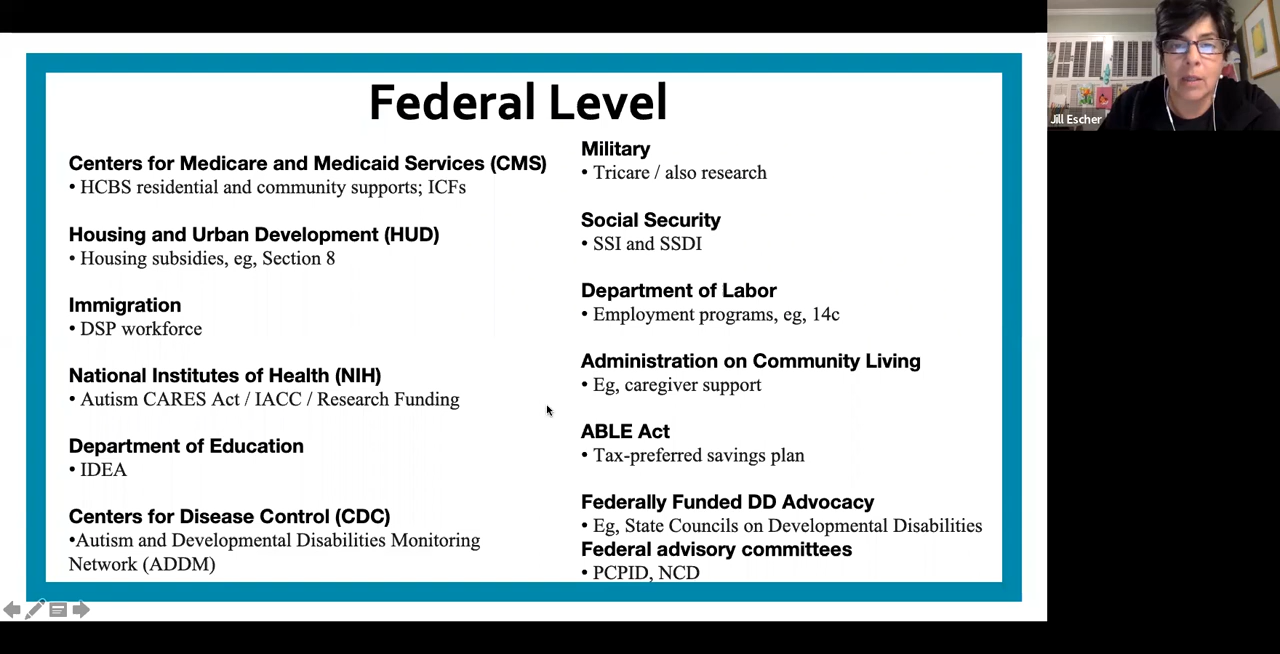 Federal Level
Centers for Medicare and Medicaid Services (CMS)
• HCBS residential and community supports; ICFs
Housing and Urban Development (HUD)
• Housing subsidies, eg, Section 8
Immigration
• DSP workforce
National Institutes of Health (NIH)
• Autism CARES Act / IACC / Research Funding
Department of Education
• IDEA
Centers for Disease Control (CDC)
•Autism and Developmental Disabilities Monitoring
Network (ADDM)
Military
• Tricare / also research
Social Security
• SSI and SSDI
Department of Labor
• Employment programs, eg, 14c
Administration on Community Living
• Eg, caregiver support
ABLE Act
• Tax-preferred savings plan
Federally Funded DD Advocacy
• Eg, State Councils on Developmental Disabilities
Federal advisory committees
• PCPID, NCD
Jill Escher